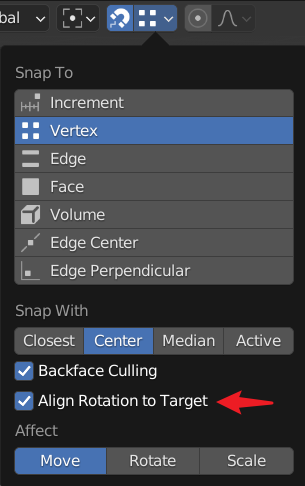 bal
Snap To
Increment
Vertex
Edge
Face
Volume
Edge Center
Edge Perpendicular
Snap With
Closest Center Median Active
Backface Culling
Align Rotation to Target
Affect
Move Rotate Scale